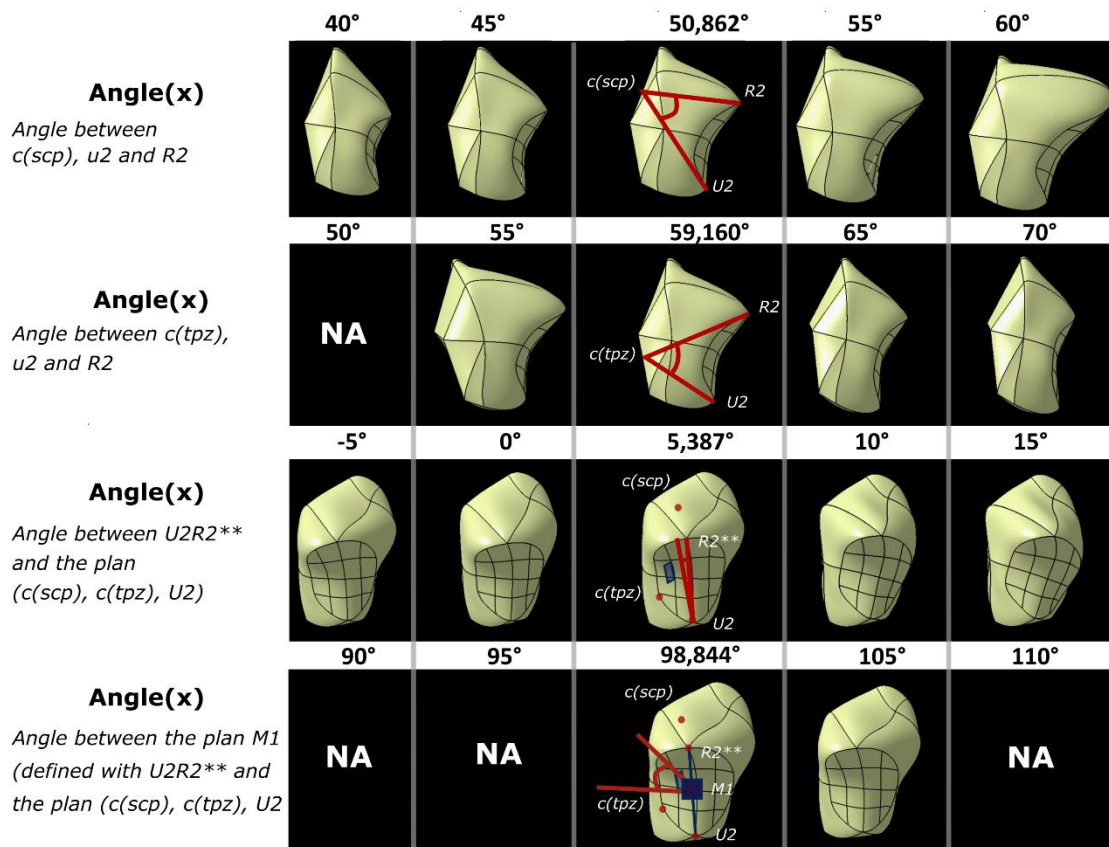 40° 45° 50,862° 55° 60°
Angle(x)
Angle between
c(scp), u2 and R2
c(scp)
R2
U2
50° 55° 59,160° 65° 70°
Angle(x)
Angle between c(tpz),
u2 and R2
NA
R2
c(tpz)
U2
-5° 0° 5,387° 10° 15°
Angle(x)
Angle between U2R2**
and the plan
(c(scp), c(tpz), U2)
c(scp)
R2**
c(tpz)
U2
90° 95° 98,844° 105° 110°
Angle(x)
Angle between the plan M1
(defined with U2R2** and
the plan (c(scp), c(tpz), U2
NA NA NA
c(scp)
R2**
M1
c(tpz)
U2